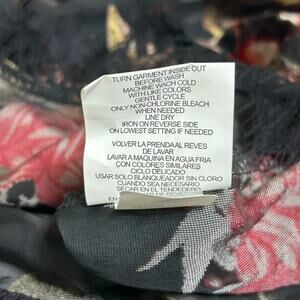 TURN GARMENT INSIDE OUT
BEFORE WASH
MACHINE WASH COLD
WITH LIKE COLORS
GENTLE CYCLE
ONLY NON-CHLORINE BLEACH
WHEN NEEDED
LINE DRY
IRON ON REVERSE SIDE
ON LOWEST SETTING IF NEEDED
VOLVER LA PRENDA AL REVES
DE LAVAR
LAVAR A MAQUINA EN AGUA FRIA
CON COLORES SIMILARES
CICLO DELICADO
USAR SOLO BLANQUEADOR SIN CLORO
CUANDO SEA NECESARIO
SECAR EN EL TENDEDERO
EN